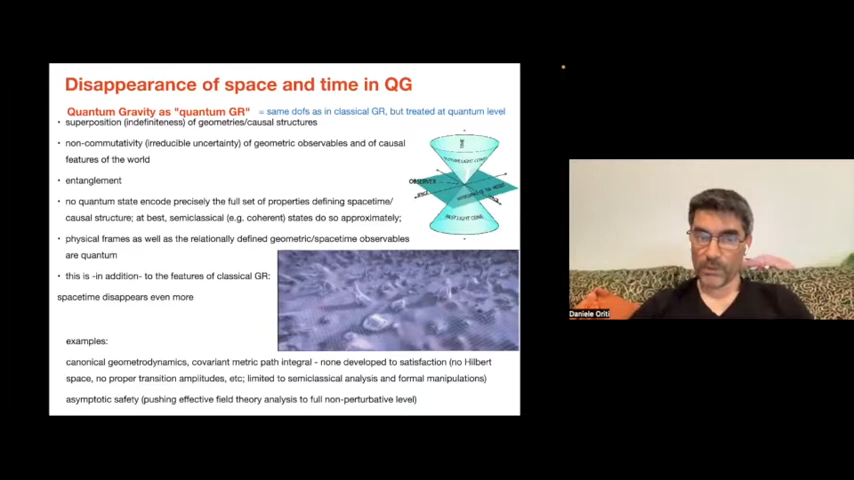 Disappearance of space and time in QG
Quantum Gravity as "quantum GR" = same dofs as in classical GR, but treated at quantum level
• superposition (indefiniteness) of geometries/causal structures
• non-commutativity (irreducible uncertainty) of geometric observables and of causal
features of the world
• entanglement
• no quantum state encode precisely the full set of properties defining spacetime/
causal structure; at best, semiclassical (e.g. coherent) states do so approximately;
• physical frames as well as the relationally defined geometric/spacetime observables
are quantum
• this is -in addition- to the features of classical GR:
spacetime disappears even more
TIME
FUTURE LIGHT CONE
OBSERVER
SPACE
PAST LIGHT CONE
examples:
canonical geometrodynamics, covariant metric path integral - none developed to satisfaction (no Hilbert
space, no proper transition amplitudes, etc; limited to semiclassical analysis and formal manipulations)
asymptotic safety (pushing effective field theory analysis to full non-perturbative level)
Daniele Oriti